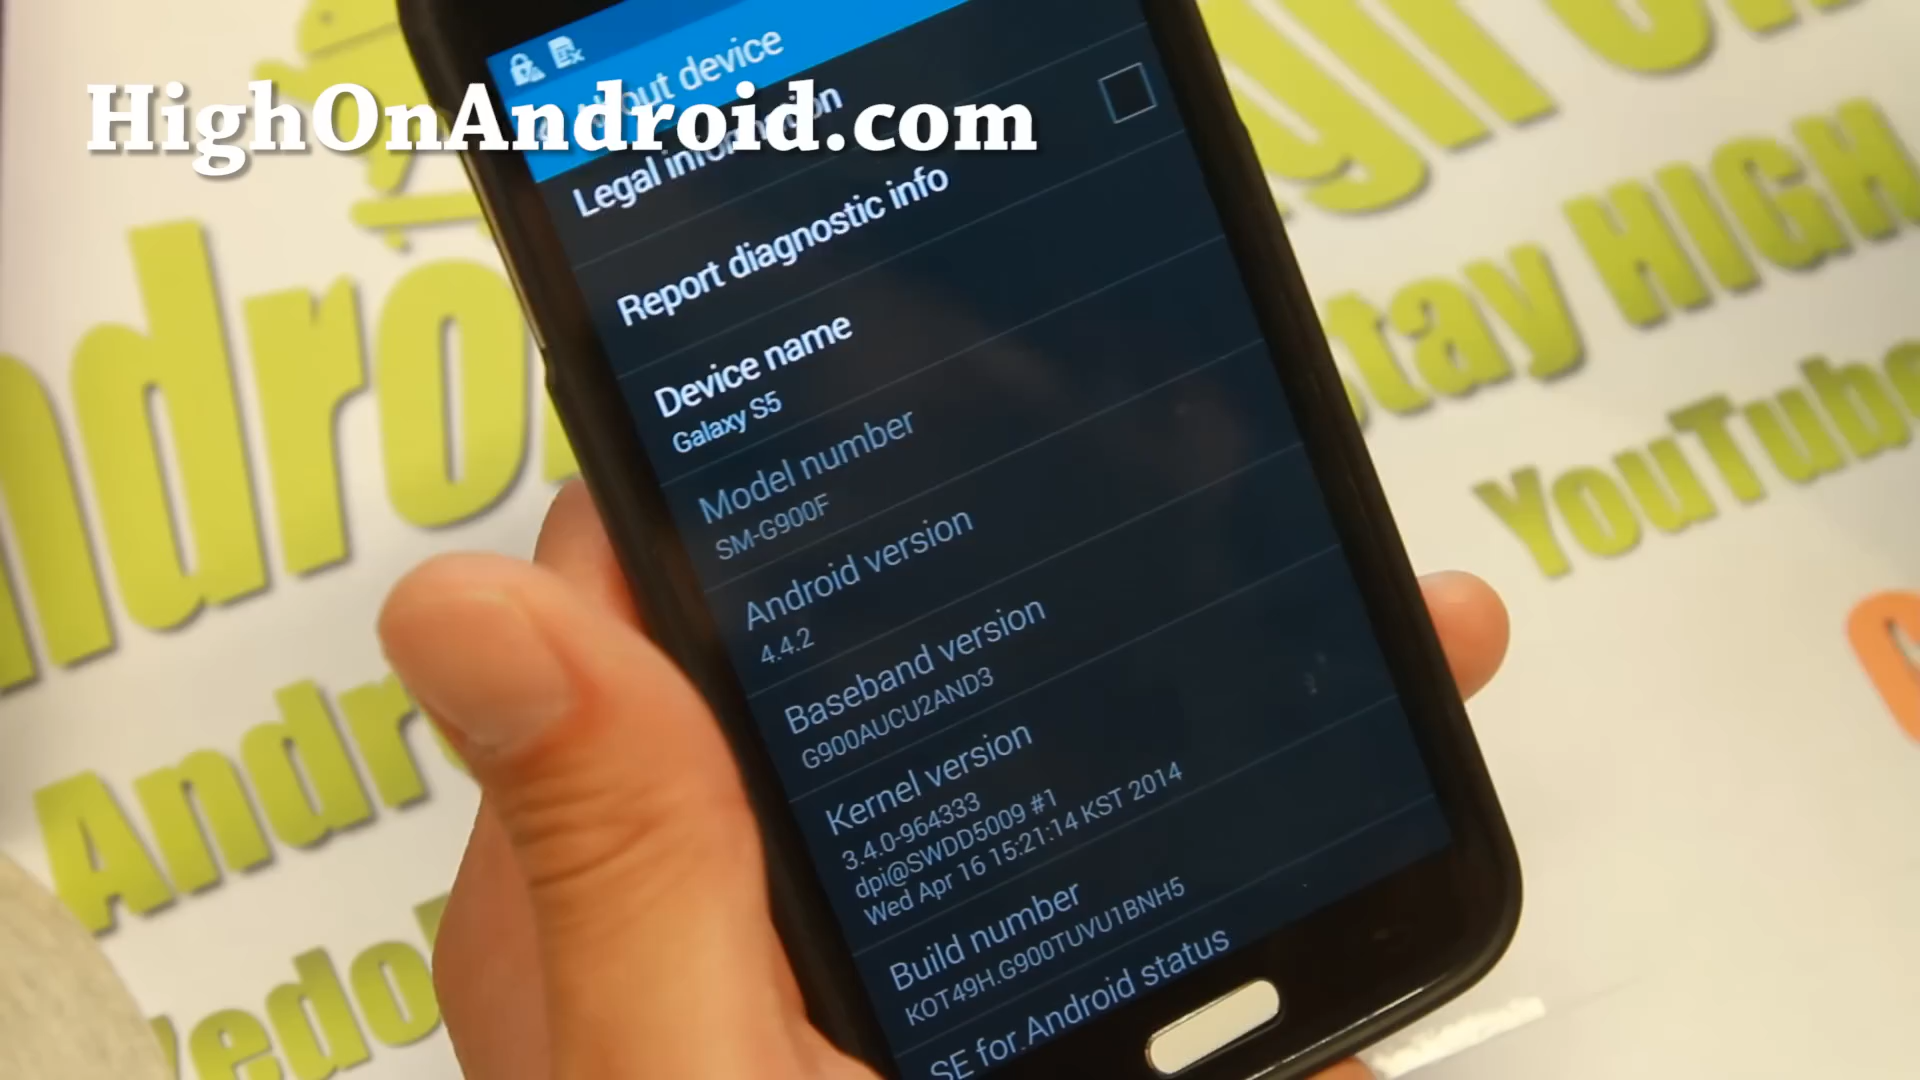 HighOnAndroid.com
About device
Legal information
Report diagnostic info
Device name
Galaxy S5
Model number
SM-G900F
Android version
4.4.2
Baseband version
G900AUCU2AND3
Kernel version
3.4.0-964333
dpi@SWDD5009 #1
Wed Apr 16 15:21:14 KST 2014
Build number
KOT49H.G900TUVU1BNH5
SE for Android status
Stay HIGH
YouTube
Andr